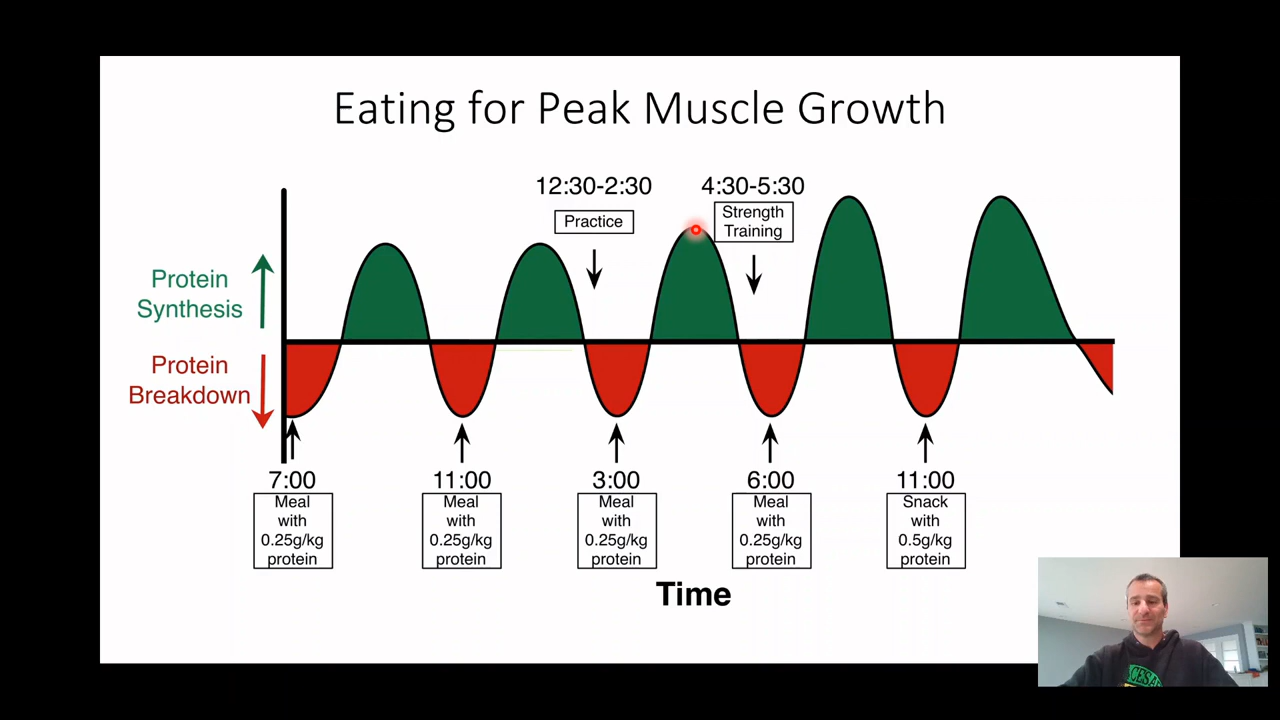 Eating for Peak Muscle Growth
12:30-2:30
Practice
4:30-5:30
Strength
Training
Protein
Synthesis
Protein
Breakdown
7:00
Meal
with
0.25g/kg
protein
11:00
Meal
with
0.25g/kg
protein
3:00
Meal
with
0.25g/kg
protein
6:00
Meal
with
0.25g/kg
protein
11:00
Snack
with
0.5g/kg
protein
Time